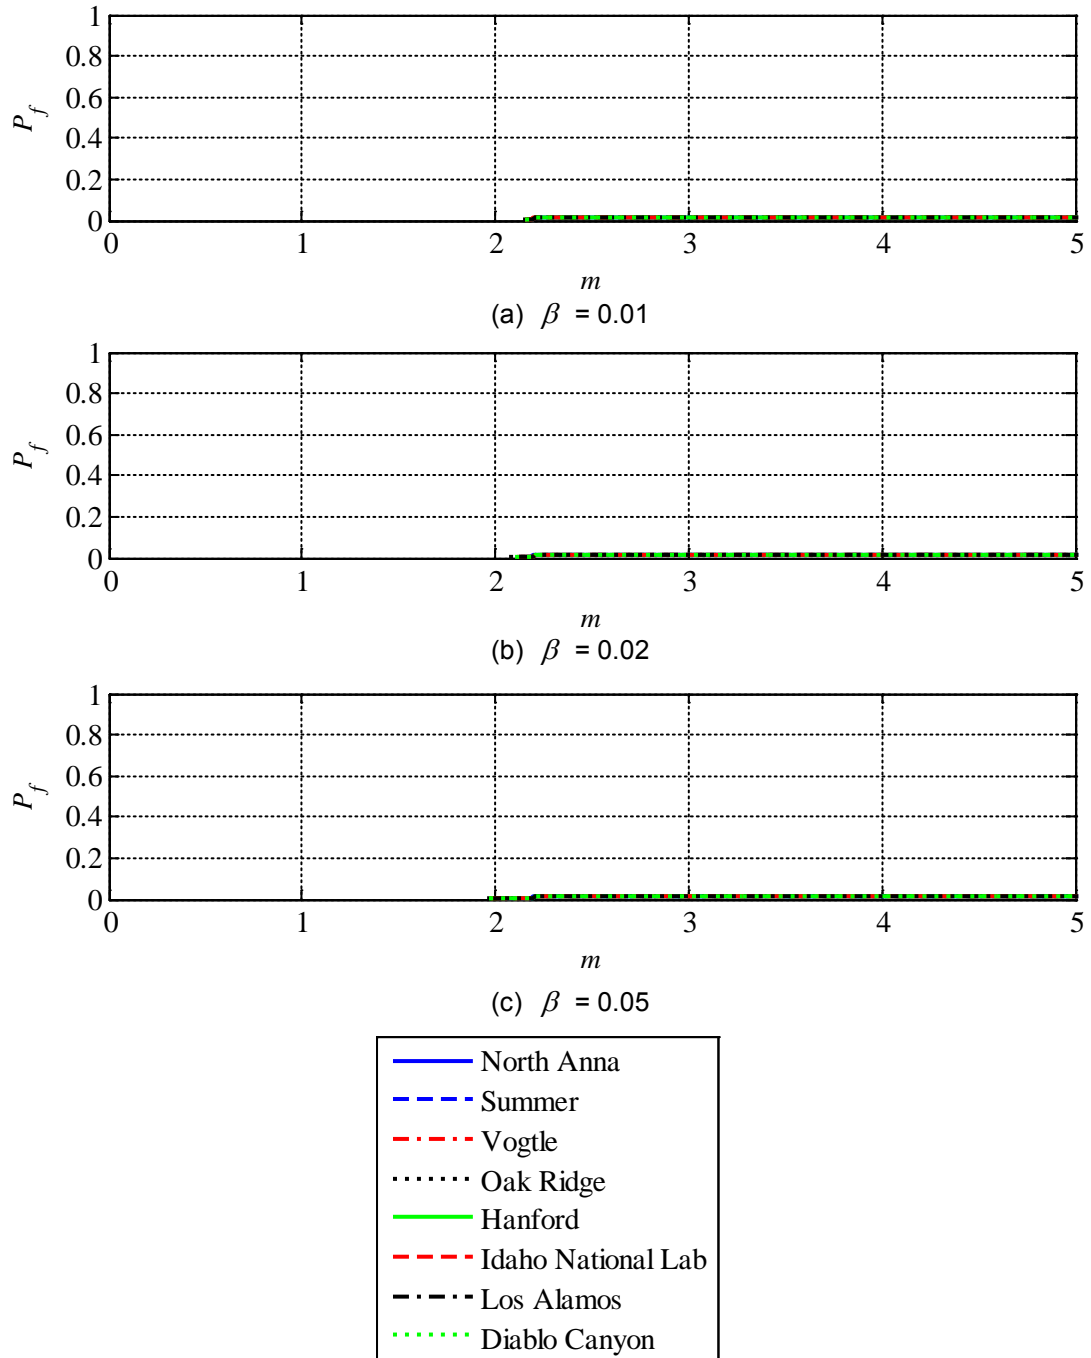 1
0.8
0.6
0.4
0.2
0
P_f
0 1 2 3 4 5
m
(a) β = 0.01
1
0.8
0.6
0.4
0.2
0
P_f
0 1 2 3 4 5
m
(b) β = 0.02
1
0.8
0.6
0.4
0.2
0
P_f
0 1 2 3 4 5
m
(c) β = 0.05
North Anna
Summer
Vogtle
Oak Ridge
Hanford
Idaho National Lab
Los Alamos
Diablo Canyon